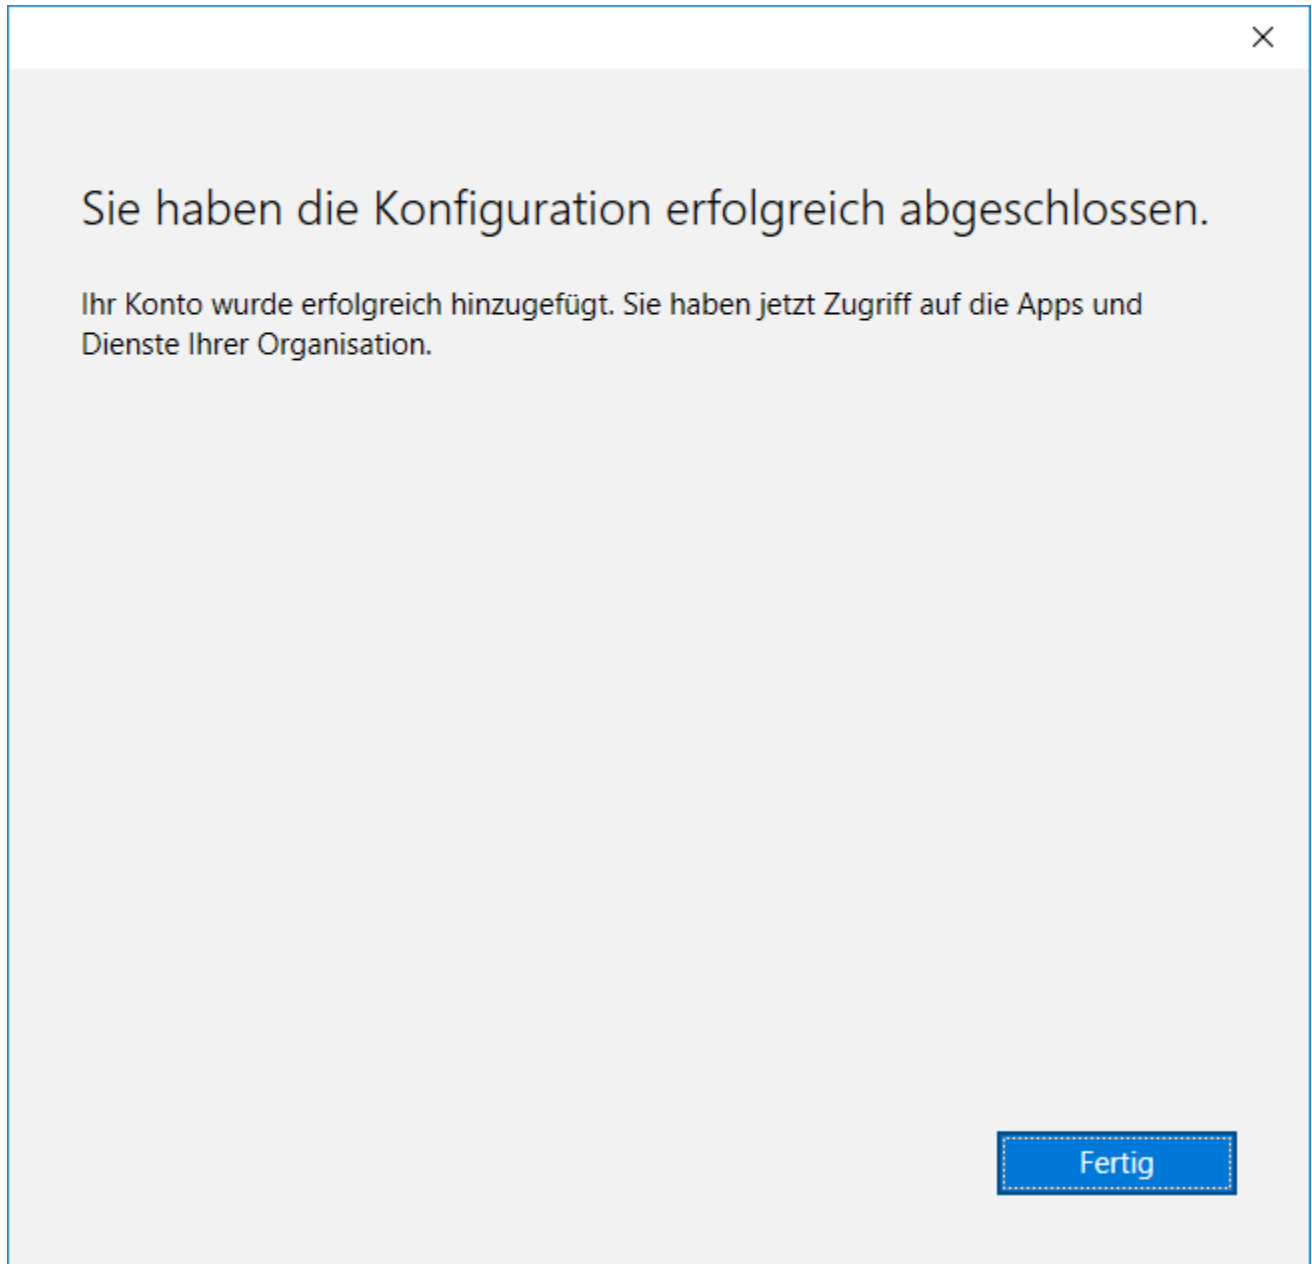 Sie haben die Konfiguration erfolgreich abgeschlossen.
Ihr Konto wurde erfolgreich hinzugefügt. Sie haben jetzt Zugriff auf die Apps und
Dienste Ihrer Organisation.
Fertig